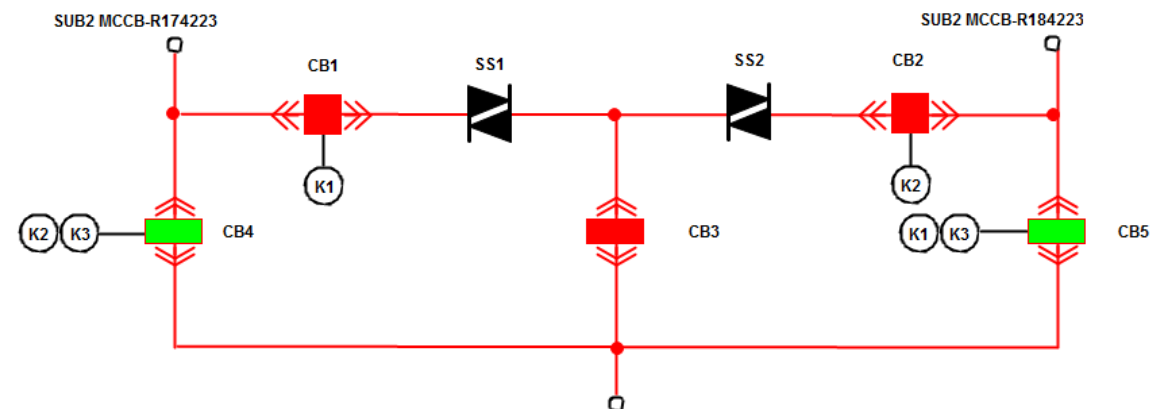 SUB2 MCCB-R174223
SUB2 MCCB-R184223
CB1
SS1
SS2
CB2
K1
K2
K2 K3
CB4
CB3
K1 K3
CB5